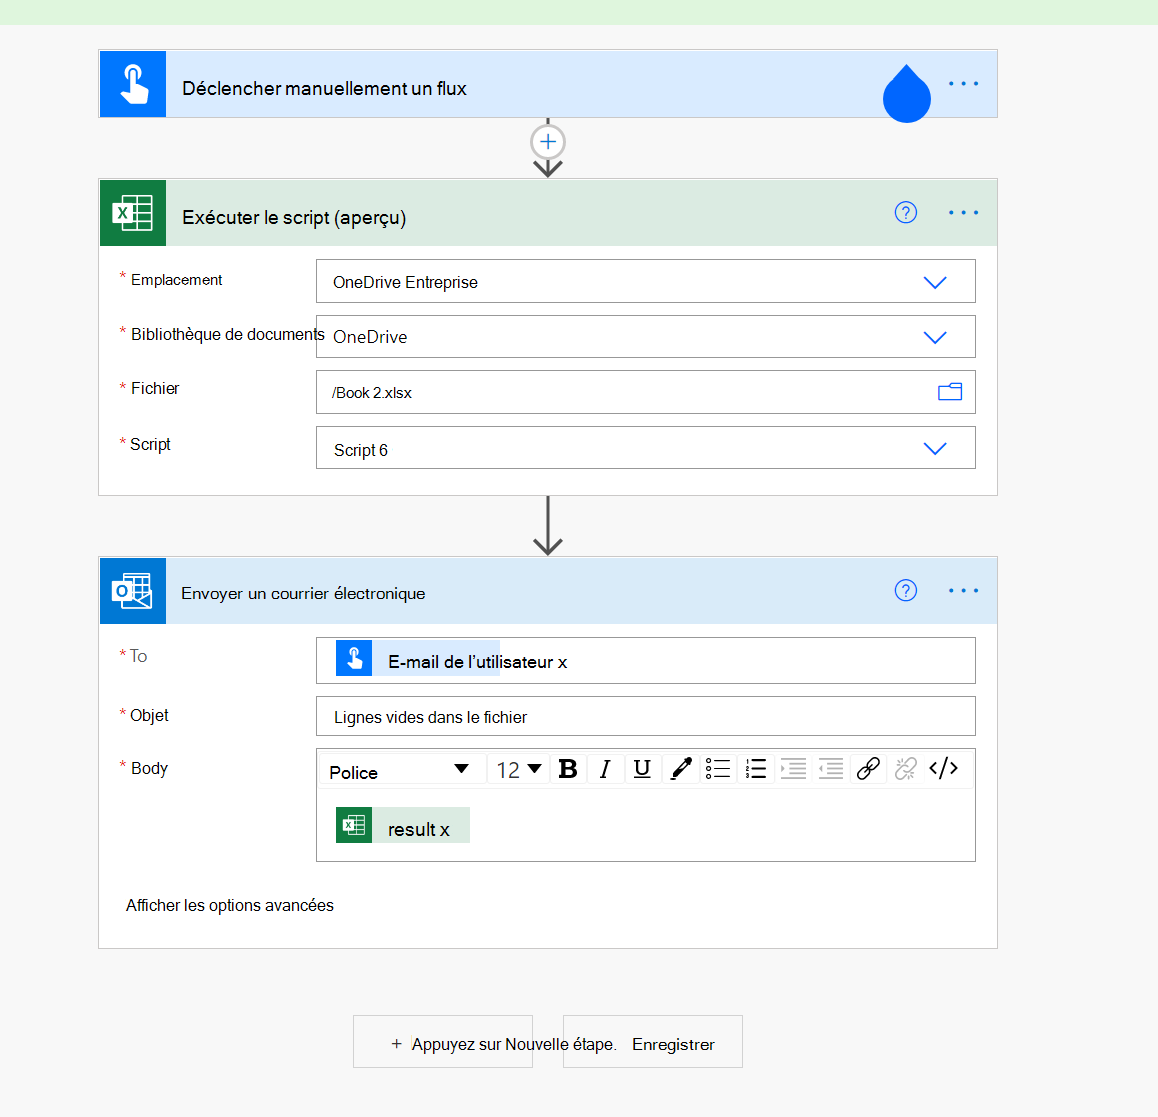 Déclencher manuellement un flux
Exécuter le script (aperçu)
* Emplacement
OneDrive Entreprise
* Bibliothèque de documents
OneDrive
* Fichier
/Book 2.xlsx
* Script
Script 6
Envoyer un courrier électronique
* To
E-mail de l’utilisateur x
* Objet
Lignes vides dans le fichier
* Body
Police 12 B I U </>
result x
Afficher les options avancées
+ Appuyez sur Nouvelle étape. Enregistrer